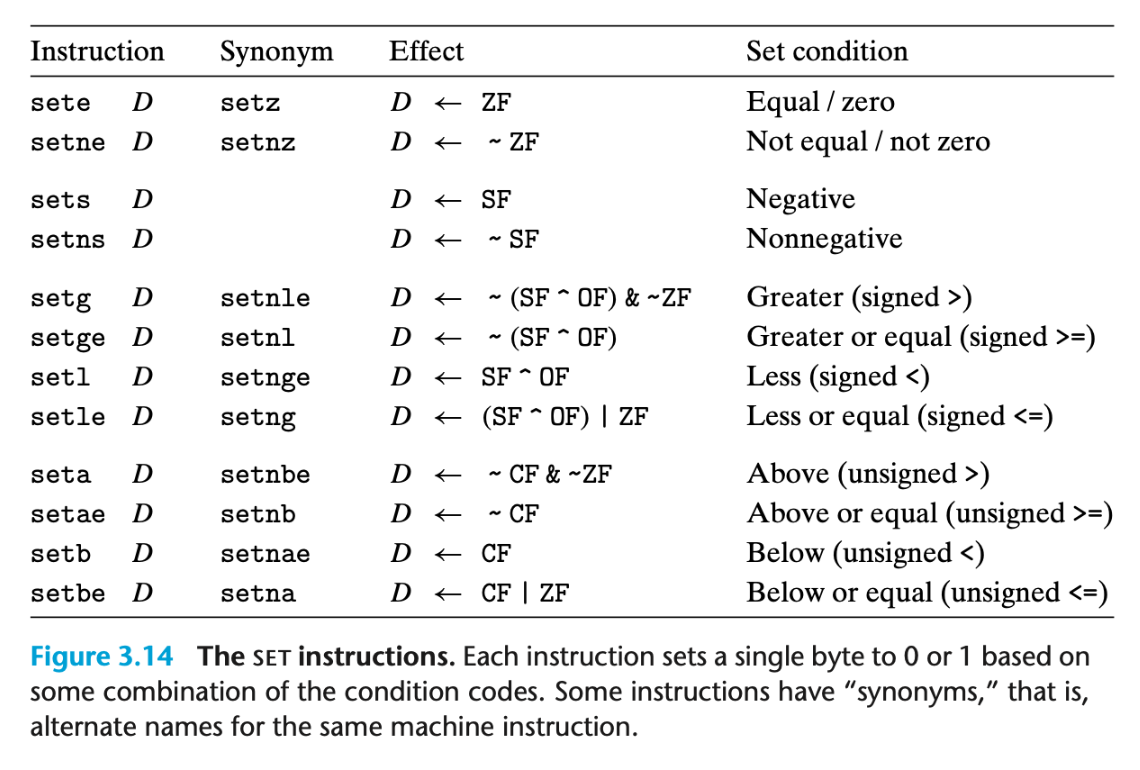 Instruction Synonym Effect Set condition
sete D setz D ← ZF Equal / zero
setne D setnz D ← ~ ZF Not equal / not zero
sets D D ← SF Negative
setns D D ← ~ SF Nonnegative
setg D setnle D ← ~ (SF ^ OF) & ~ZF Greater (signed >)
setge D setnl D ← ~ (SF ^ OF) Greater or equal (signed >=)
setl D setnge D ← SF ^ OF Less (signed <)
setle D setng D ← (SF ^ OF) | ZF Less or equal (signed <=)
seta D setnbe D ← ~ CF & ~ZF Above (unsigned >)
setae D setnb D ← ~ CF Above or equal (unsigned >=)
setb D setnae D ← CF Below (unsigned <)
setbe D setna D ← CF | ZF Below or equal (unsigned <=)
Figure 3.14 The SET instructions. Each instruction sets a single byte to 0 or 1 based on
some combination of the condition codes. Some instructions have “synonyms,” that is,
alternate names for the same machine instruction.